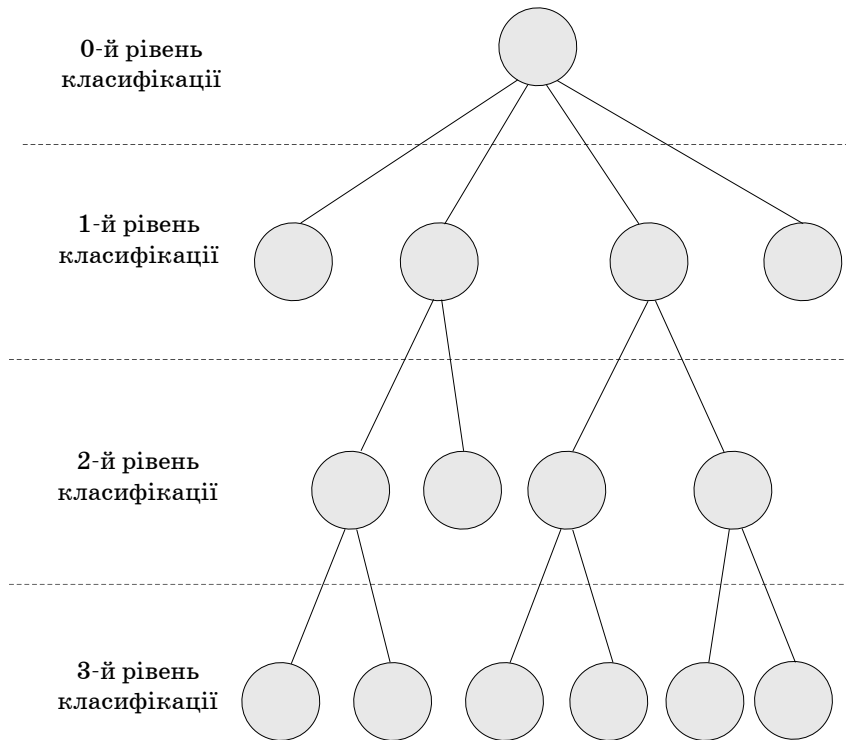 0-й рівень
класифікації
1-й рівень
класифікації
2-й рівень
класифікації
3-й рівень
класифікації